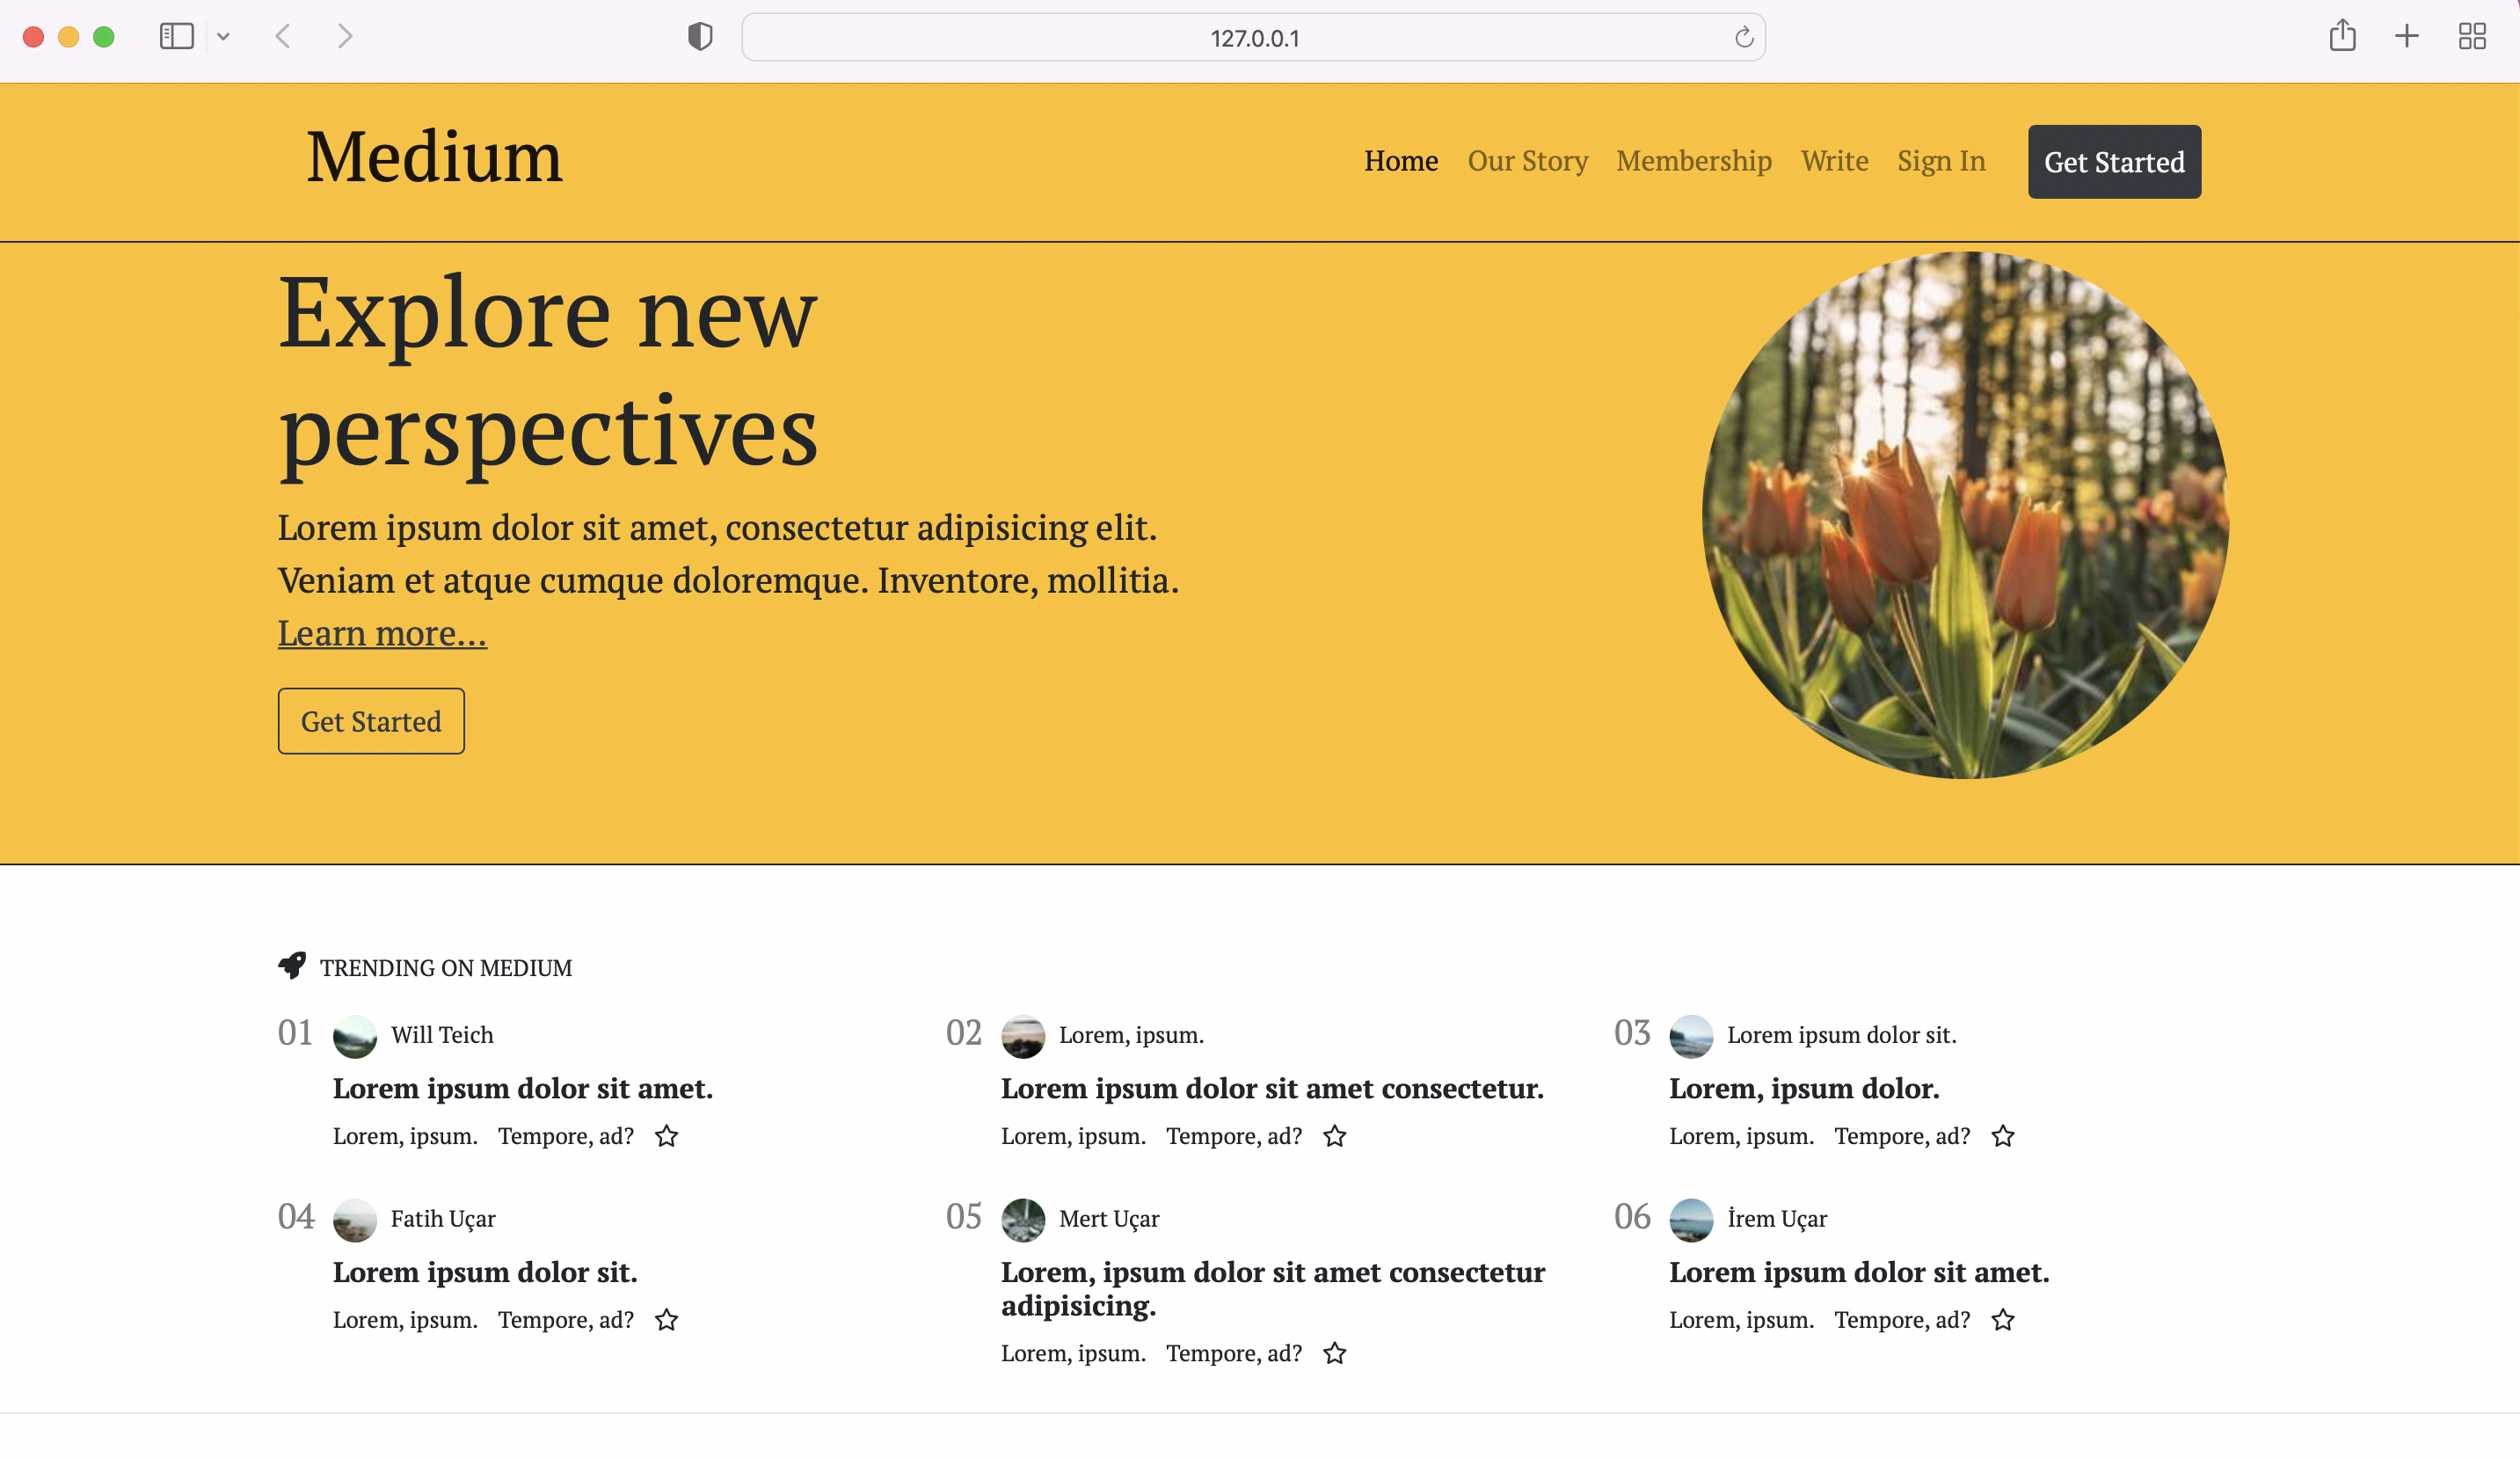 127.0.0.1
Medium
Home Our Story Membership Write Sign In Get Started
Explore new
perspectives
Lorem ipsum dolor sit amet, consectetur adipisicing elit.
Veniam et atque cumque doloremque. Inventore, mollitia.
Learn more...
Get Started
TRENDING ON MEDIUM
01 Will Teich
Lorem ipsum dolor sit amet.
Lorem, ipsum. Tempore, ad?
02 Lorem, ipsum.
Lorem ipsum dolor sit amet consectetur.
Lorem, ipsum. Tempore, ad?
03 Lorem ipsum dolor sit.
Lorem, ipsum dolor.
Lorem, ipsum. Tempore, ad?
04 Fatih Uçar
Lorem ipsum dolor sit.
Lorem, ipsum. Tempore, ad?
05 Mert Uçar
Lorem, ipsum dolor sit amet consectetur
adipisicing.
Lorem, ipsum. Tempore, ad?
06 İrem Uçar
Lorem ipsum dolor sit amet.
Lorem, ipsum. Tempore, ad?